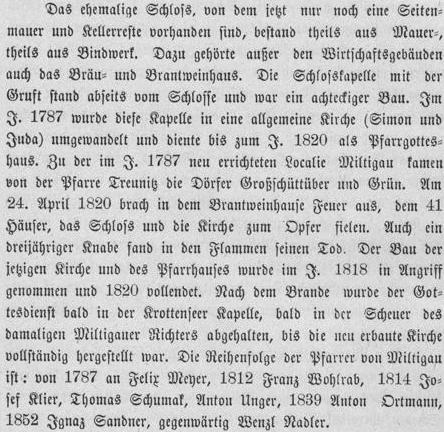 Das ehemalige Schloſs, von dem jetzt nur noch eine Seiten-
mauer und Kellerreſte vorhanden ſind, beſtand theils aus Mauer-,
theils aus Bindwerk. Dazu gehörte außer den Wirtſchaftsgebäuden
auch das Bräu- und Brantweinhaus. Die Schloſskapelle mit der
Gruft ſtand abſeits vom Schloſſe und war ein achteckiger Bau. Im
J. 1787 wurde dieſe Kapelle in eine allgemeine Kirche (Simon und
Juda) umgewandelt und diente bis zum J. 1820 als Pfarrgottes-
haus. Zu der im J. 1787 neu errichteten Localie Miltigau kamen
von der Pfarre Treunitz die Dörfer Großſchüttüber und Grün. Am
24. April 1820 brach in dem Brantweinhauſe Feuer aus, dem 41
Häuſer, das Schloſs und die Kirche zum Opfer fielen. Auch ein
dreijähriger Knabe fand in den Flammen ſeinen Tod. Der Bau der
jetzigen Kirche und des Pfarrhauſes wurde im J. 1818 in Angriff
genommen und 1820 vollendet. Nach dem Brande wurde der Got-
tesdienſt bald in der Krottenſeer Kapelle, bald in der Scheuer des
damaligen Miltigauer Richters abgehalten, bis die neu erbaute Kirche
vollſtändig hergeſtellt war. Die Reihenfolge der Pfarrer von Miltigau
iſt: von 1787 an Felix Meyer, 1812 Franz Wohlrab, 1814 Jo-
ſef Klier, Thomas Schumak, Anton Unger, 1839 Anton Ortmann,
1852 Ignaz Sandner, gegenwärtig Wenzl Nadler.